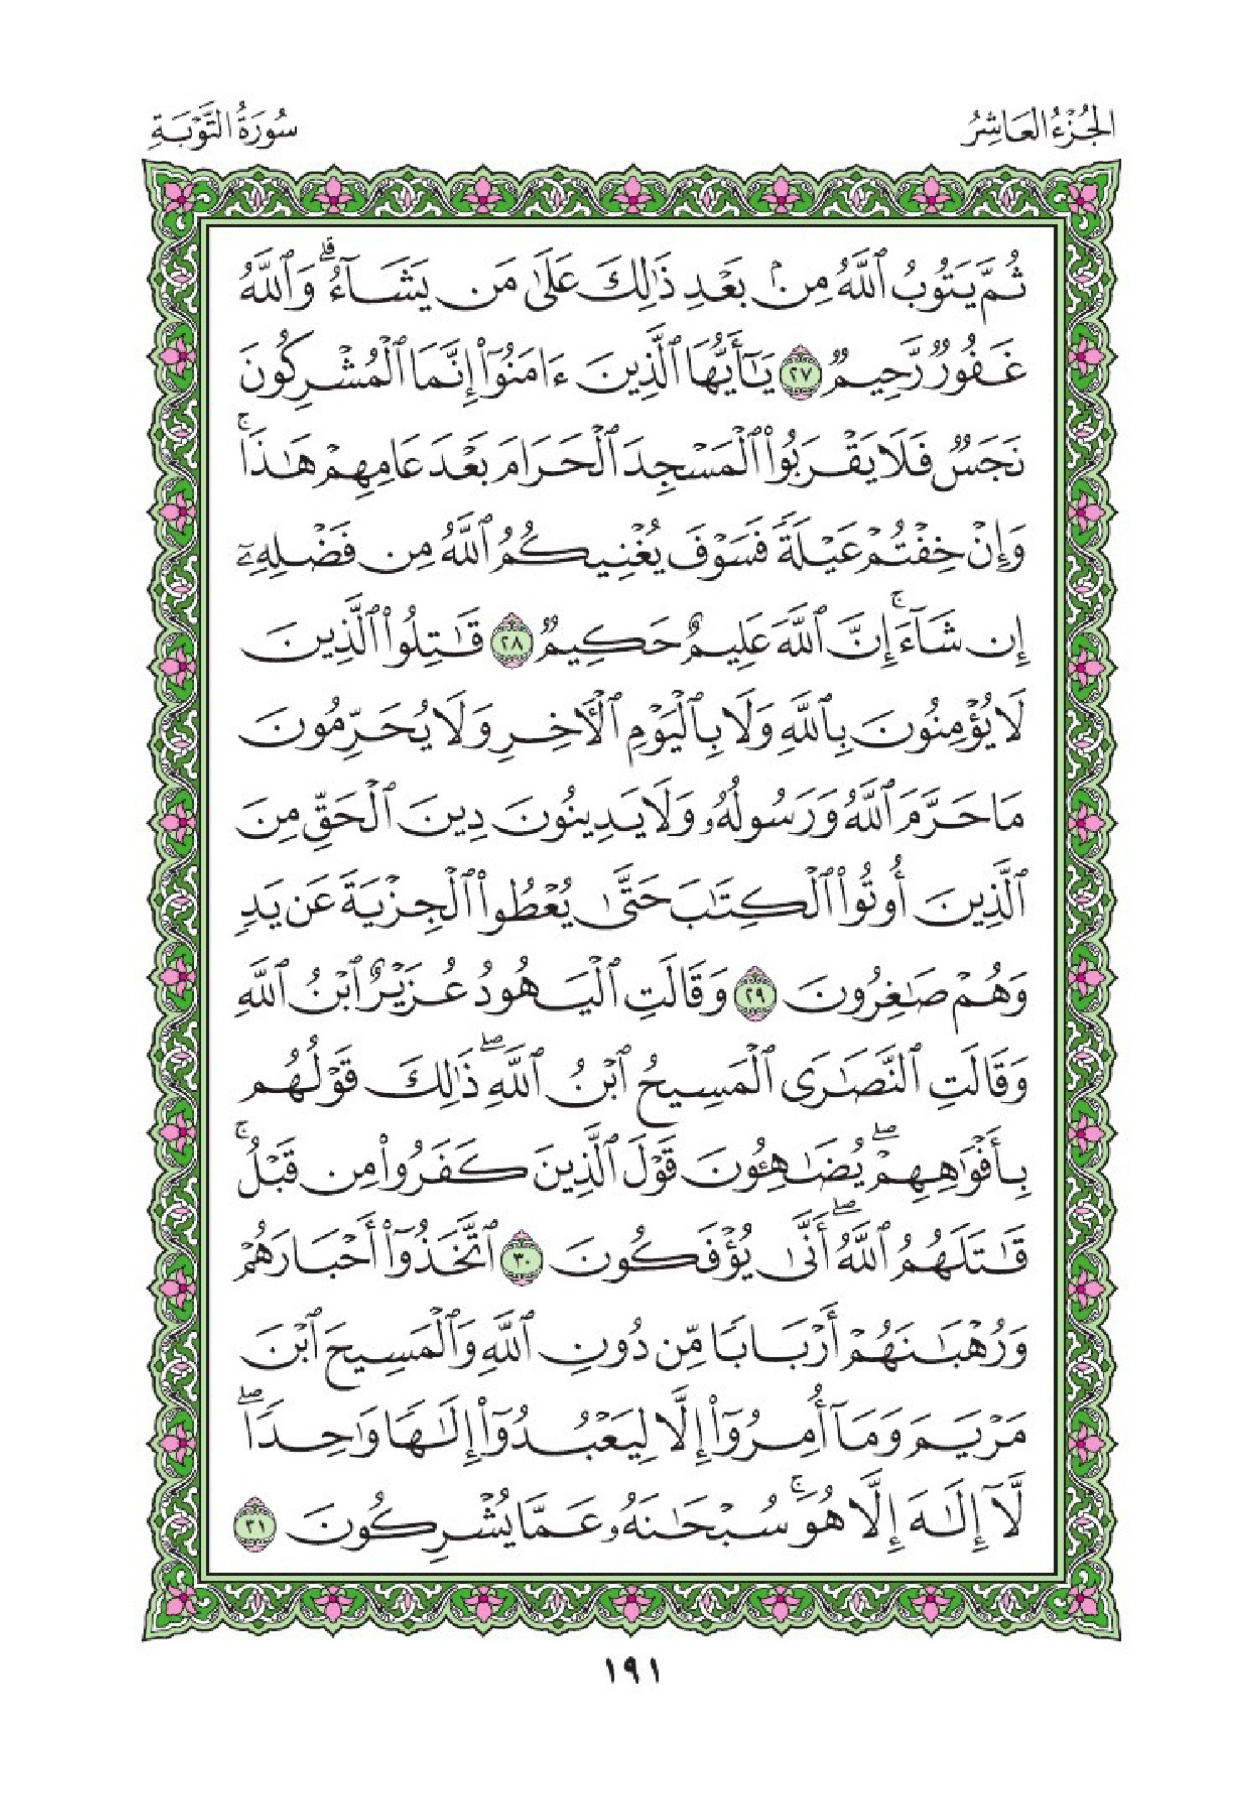 الجُزْءُ العَاشِرُ
سُورَةُ التَّوْبَةِ
ثُمَّ يَتُوبُ ٱللَّهُ مِنۢ بَعْدِ ذَٰلِكَ عَلَىٰ مَن يَشَآءُۗ وَٱللَّهُ
غَفُورٌ رَّحِيمٌ ٢٧ يَـٰٓأَيُّهَا ٱلَّذِينَ ءَامَنُوٓا۟ إِنَّمَا ٱلْمُشْرِكُونَ
نَجَسٌ فَلَا يَقْرَبُوا۟ ٱلْمَسْجِدَ ٱلْحَرَامَ بَعْدَ عَامِهِمْ هَـٰذَاۚ
وَإِنْ خِفْتُمْ عَيْلَةً فَسَوْفَ يُغْنِيكُمُ ٱللَّهُ مِن فَضْلِهِۦٓ
إِن شَآءَۚ إِنَّ ٱللَّهَ عَلِيمٌ حَكِيمٌ ٢٨ قَـٰتِلُوا۟ ٱلَّذِينَ
لَا يُؤْمِنُونَ بِٱللَّهِ وَلَا بِٱلْيَوْمِ ٱلْـَٔاخِرِ وَلَا يُحَرِّمُونَ
مَا حَرَّمَ ٱللَّهُ وَرَسُولُهُۥ وَلَا يَدِينُونَ دِينَ ٱلْحَقِّ مِنَ
ٱلَّذِينَ أُوتُوا۟ ٱلْكِتَـٰبَ حَتَّىٰ يُعْطُوا۟ ٱلْجِزْيَةَ عَن يَدٍ
وَهُمْ صَـٰغِرُونَ ٢٩ وَقَالَتِ ٱلْيَهُودُ عُزَيْرٌ ٱبْنُ ٱللَّهِ
وَقَالَتِ ٱلنَّصَـٰرَى ٱلْمَسِيحُ ٱبْنُ ٱللَّهِۖ ذَٰلِكَ قَوْلُهُم
بِأَفْوَٰهِهِمْۖ يُضَـٰهِـُٔونَ قَوْلَ ٱلَّذِينَ كَفَرُوا۟ مِن قَبْلُۚ
قَـٰتَلَهُمُ ٱللَّهُۖ أَنَّىٰ يُؤْفَكُونَ ٣٠ ٱتَّخَذُوٓا۟ أَحْبَارَهُمْ
وَرُهْبَـٰنَهُمْ أَرْبَابًا مِّن دُونِ ٱللَّهِ وَٱلْمَسِيحَ ٱبْنَ
مَرْيَمَ وَمَآ أُمِرُوٓا۟ إِلَّا لِيَعْبُدُوٓا۟ إِلَـٰهًا وَٰحِدًاۖ
لَّآ إِلَـٰهَ إِلَّا هُوَۚ سُبْحَـٰنَهُۥ عَمَّا يُشْرِكُونَ ٣١
١٩١